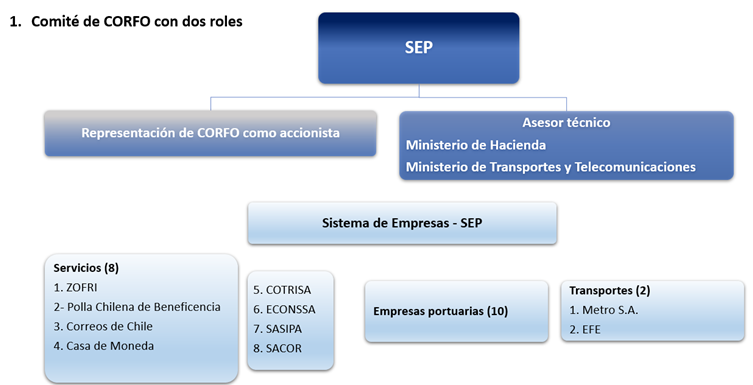 1. Comité de CORFO con dos roles
SEP
Representación de CORFO como accionista
Asesor técnico
Ministerio de Hacienda
Ministerio de Transportes y Telecomunicaciones
Sistema de Empresas - SEP
Servicios (8)
1. ZOFRI
2- Polla Chilena de Beneficencia
3. Correos de Chile
4. Casa de Moneda
5. COTRISA
6. ECONSSA
7. SASIPA
8. SACOR
Empresas portuarias (10)
Transportes (2)
1. Metro S.A.
2. EFE